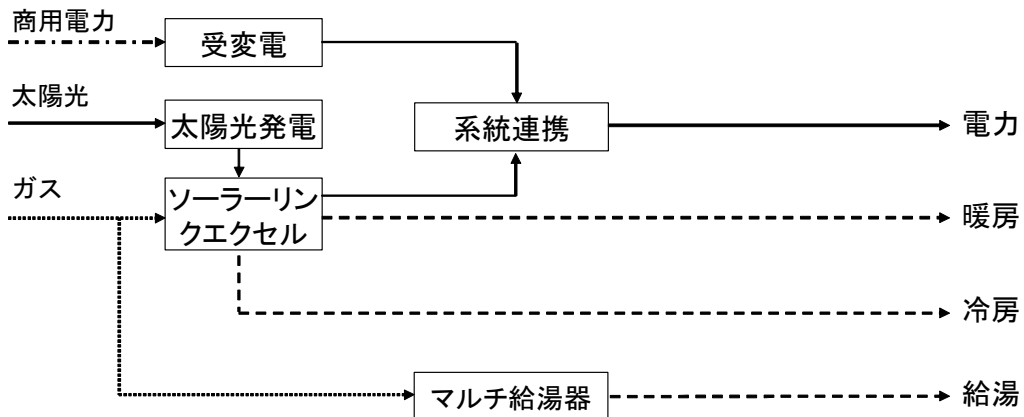 商用電力
受変電
太陽光
太陽光発電
系統連携
電力
ガス
ソーラーリン
クエクセル
暖房
冷房
マルチ給湯器
給湯